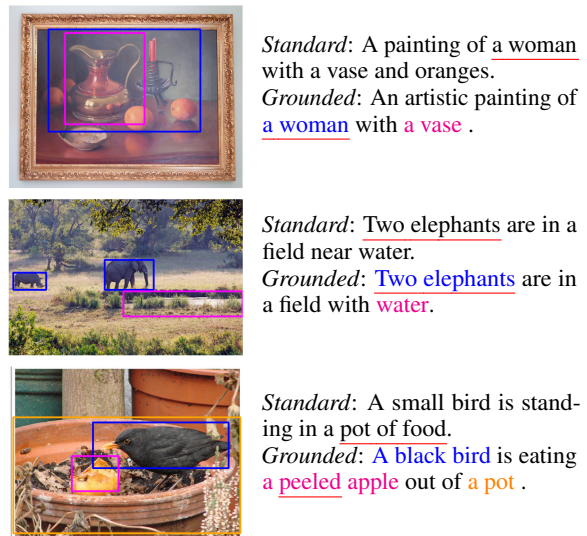 Standard: A painting of a woman
with a vase and oranges.
Grounded: An artistic painting of
a woman with a vase .
Standard: Two elephants are in a
field near water.
Grounded: Two elephants are in
a field with water.
Standard: A small bird is stand-
ing in a pot of food.
Grounded: A black bird is eating
a peeled apple out of a pot .